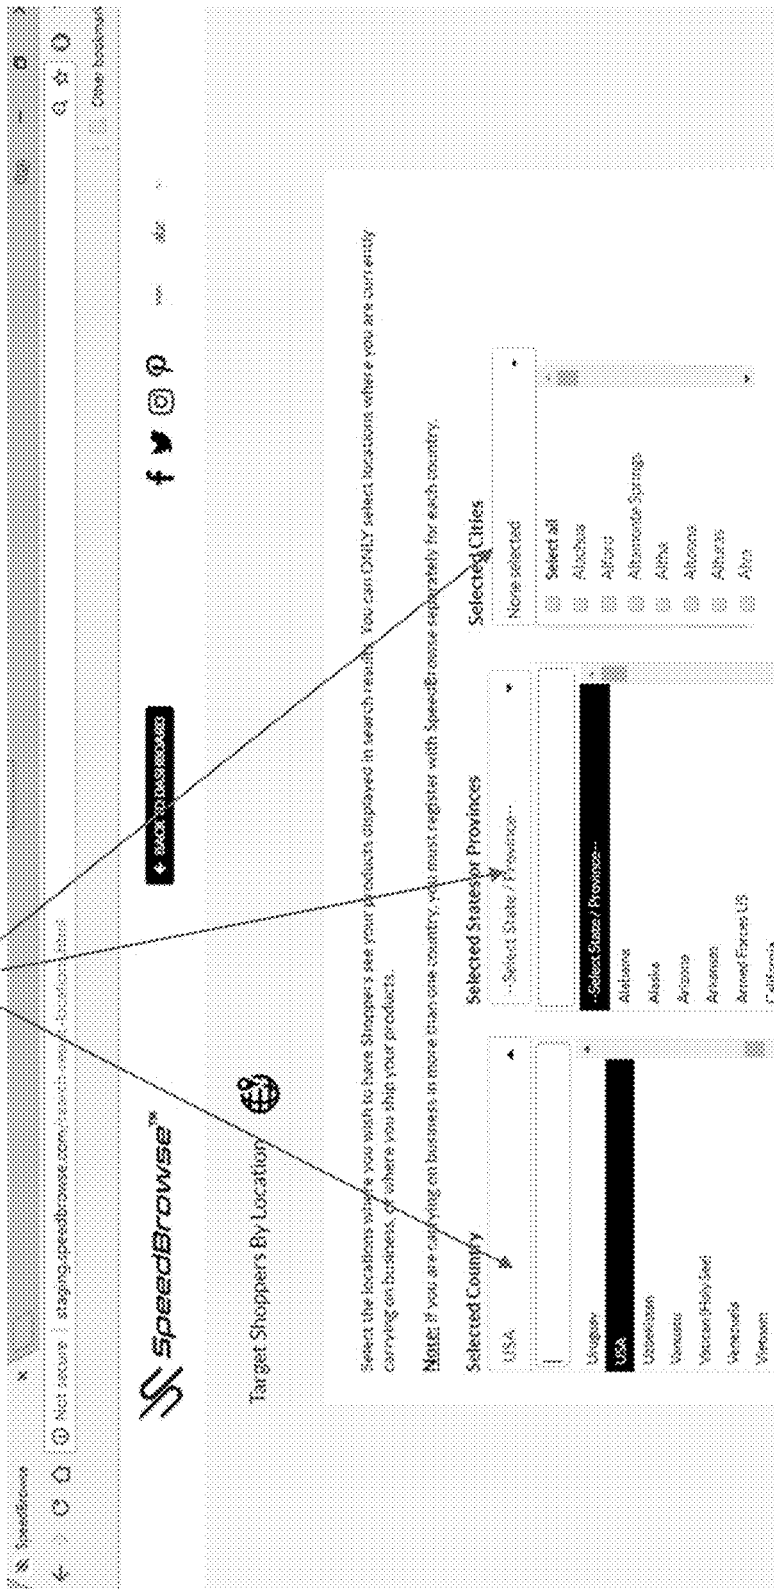 SpeedBrowse
Not secure | staging.speedbrowse.com/
Other bookmark
SpeedBrowse™
← BACK TO DASHBOARD
Target Shoppers By Location
Select the locations where you wish to have Shoppers see your products displayed in search results. You can ONLY select locations where you are currently
carrying on business, or where you ship your products.
Note: If you are carrying on business in more than one country, you must register with SpeedBrowse separately for each country.
Selected Country
USA
Uruguay
USA
Uzbekistan
Vanuatu
Vatican (Holy See)
Venezuela
Vietnam
Selected States or Provinces
--Select State / Province--
--Select State / Province--
Alabama
Alaska
Arizona
Arkansas
Armed Forces US
California
Selected Cities
None selected
Select all
Alachua
Alford
Altamonte Springs
Altha
Altoona
Alturas
Alva